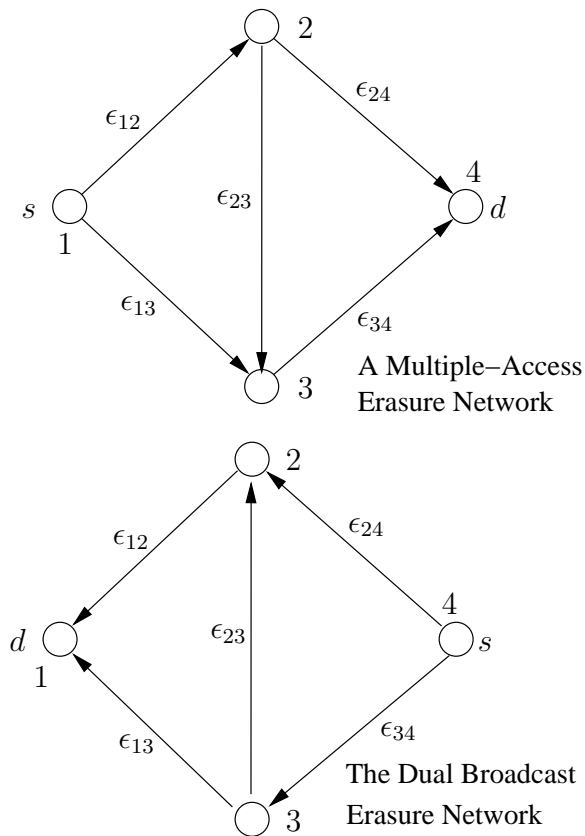 2
ϵ12
ϵ24
4
s
ϵ23
d
1
ϵ13
ϵ34
3
A Multiple–Access
Erasure Network
2
ϵ12
ϵ24
4
d
ϵ23
s
1
ϵ13
ϵ34
3
The Dual Broadcast
Erasure Network